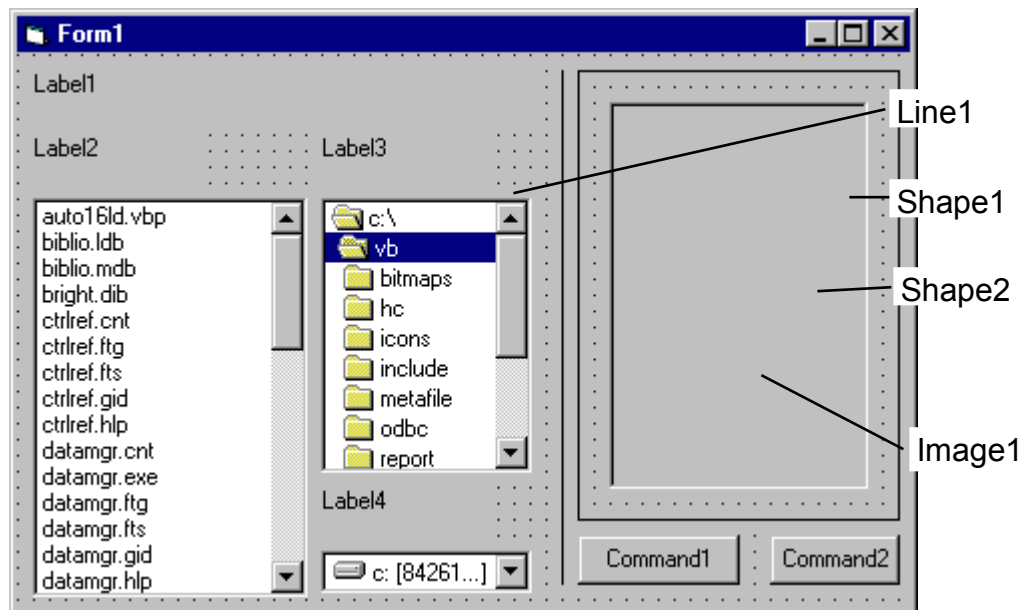 Form1
Label1
Label2
Label3
auto16ld.vbp
biblio.ldb
biblio.mdb
bright.dib
ctrlref.cnt
ctrlref.ftg
ctrlref.fts
ctrlref.gid
ctrlref.hlp
datamgr.cnt
datamgr.exe
datamgr.ftg
datamgr.fts
datamgr.gid
datamgr.hlp
c:\
vb
bitmaps
hc
icons
include
metafile
odbc
report
Label4
c: [84261...]
Command1
Command2
Line1
Shape1
Shape2
Image1